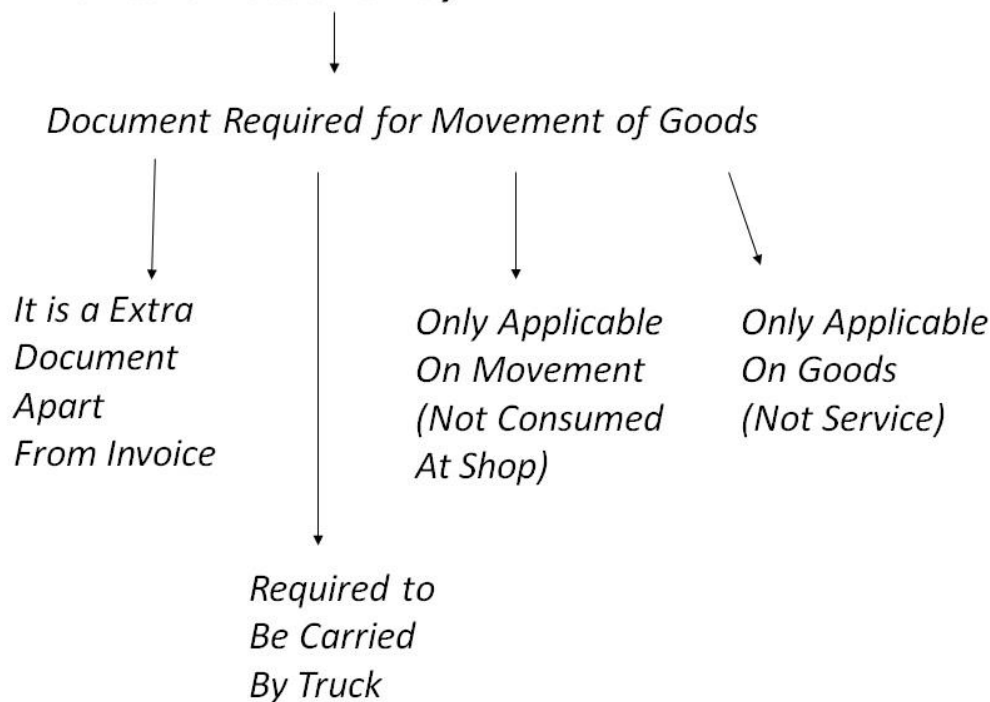 Document Required for Movement of Goods
It is a Extra
Document
Apart
From Invoice
Only Applicable
On Movement
(Not Consumed
At Shop)
Only Applicable
On Goods
(Not Service)
Required to
Be Carried
By Truck